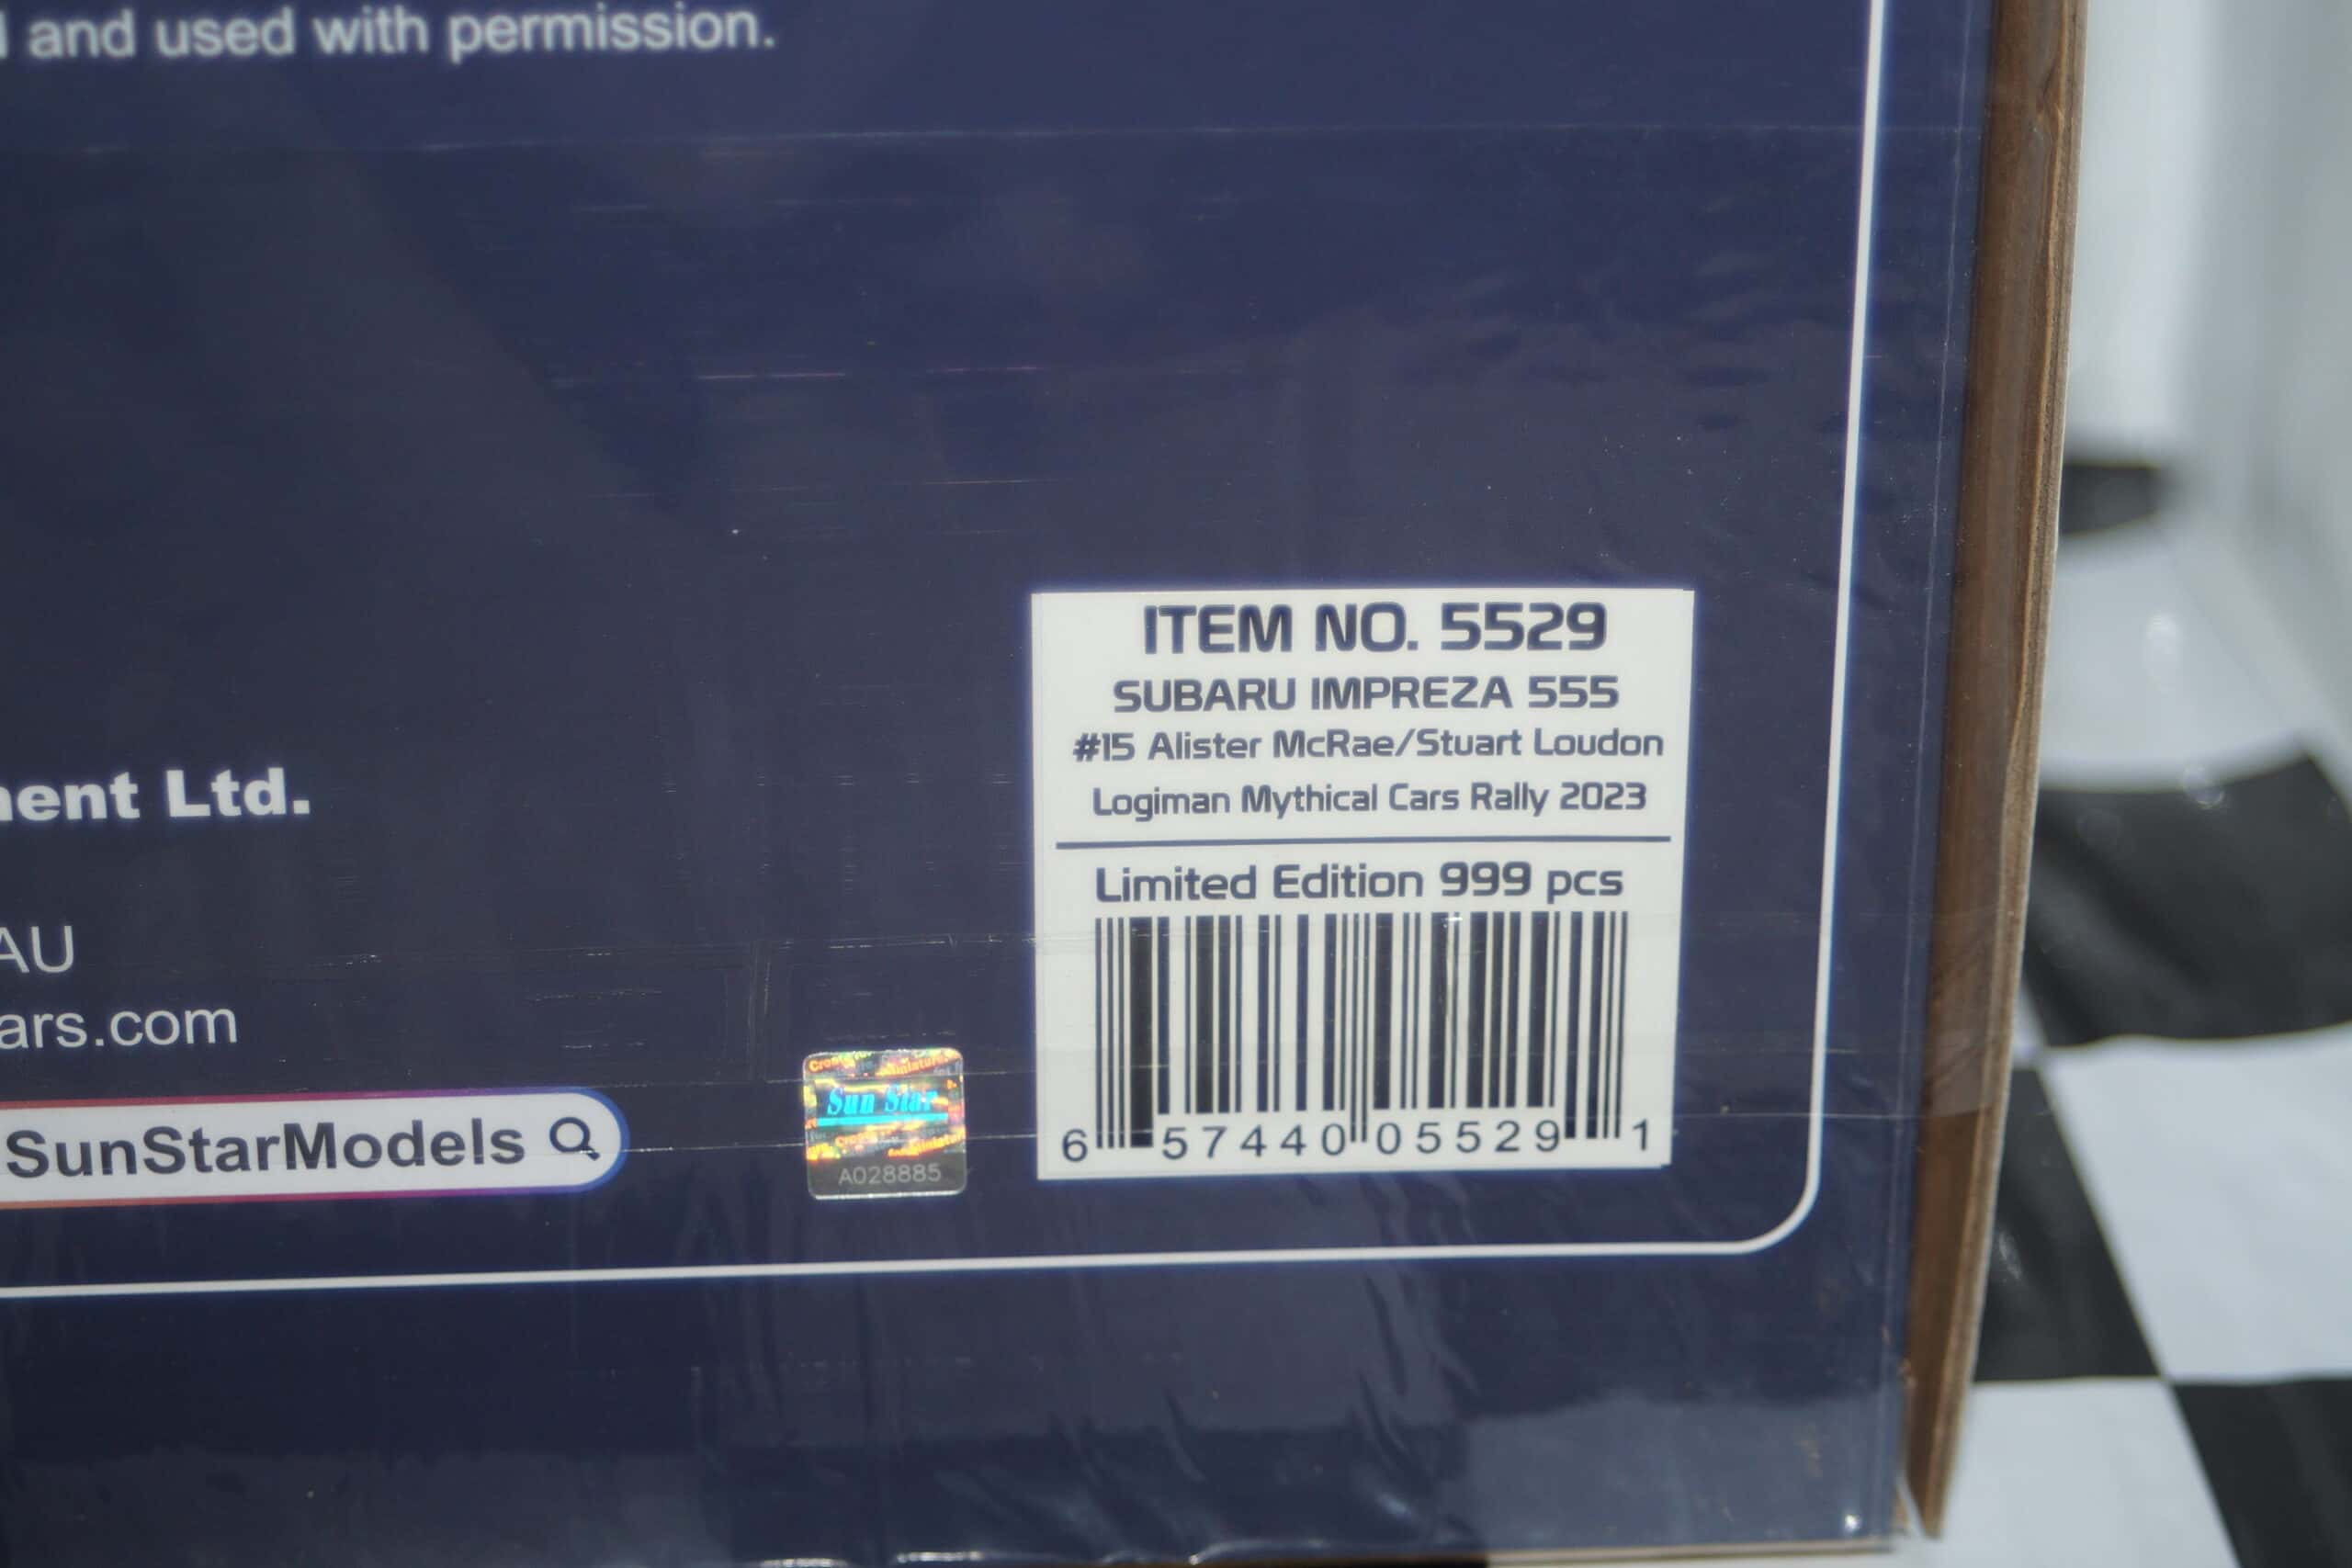 and used with permission.
ITEM NO. 5529
SUBARU IMPREZA 555
#15 Alister McRae/Stuart Loudon
Logiman Mythical Cars Rally 2023
Limited Edition 999 pcs
6 57440 05529 1
ent Ltd.
AU
ars.com
SunStarModels
Sun Star
A028885